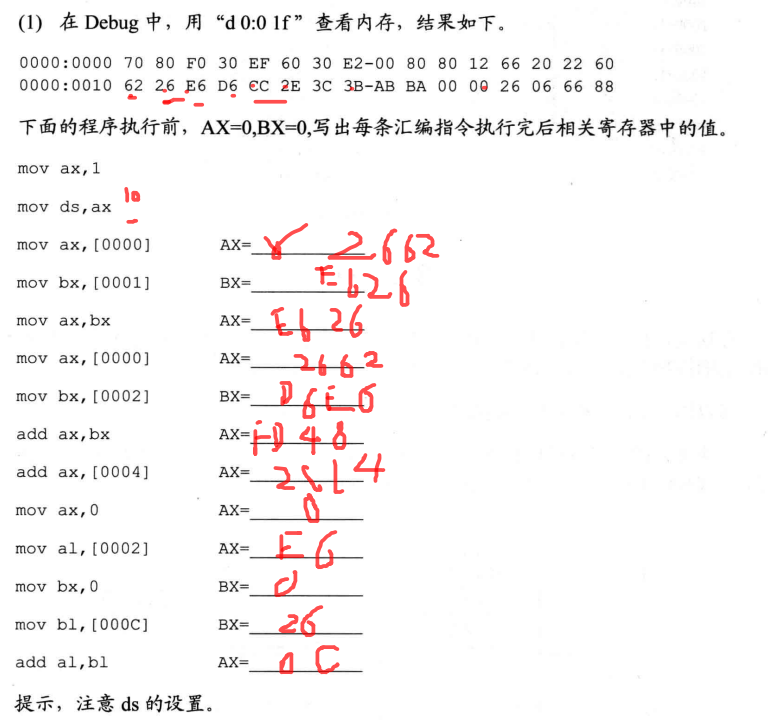 (1) 在 Debug 中，用 “d 0:0 1f” 查看内存，结果如下。
0000:0000 70 80 F0 30 EF 60 30 E2-00 80 80 12 66 20 22 60
0000:0010 62 26 E6 D6 CC 2E 3C 3B-AB BA 00 00 26 06 66 88
下面的程序执行前，AX=0,BX=0,写出每条汇编指令执行完后相关寄存器中的值。
mov ax,1
mov ds,ax 10
mov ax,[0000] AX= 2662
mov bx,[0001] BX= E626
mov ax,bx AX= E626
mov ax,[0000] AX= 2662
mov bx,[0002] BX= D6E6
add ax,bx AX= FD48
add ax,[0004] AX= 2C14
mov ax,0 AX= 0
mov al,[0002] AX= E6
mov bx,0 BX= 0
mov bl,[000C] BX= 26
add al,bl AX= 0C
提示，注意 ds 的设置。